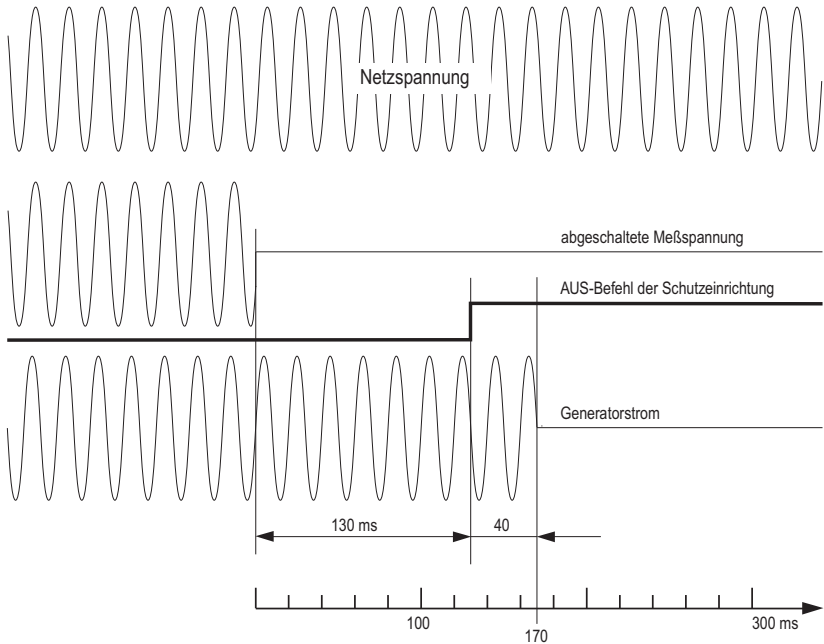 Netzspannung
abgeschaltete Meßspannung
AUS-Befehl der Schutzeinrichtung
Generatorstrom
130 ms
40
100
170
300 ms